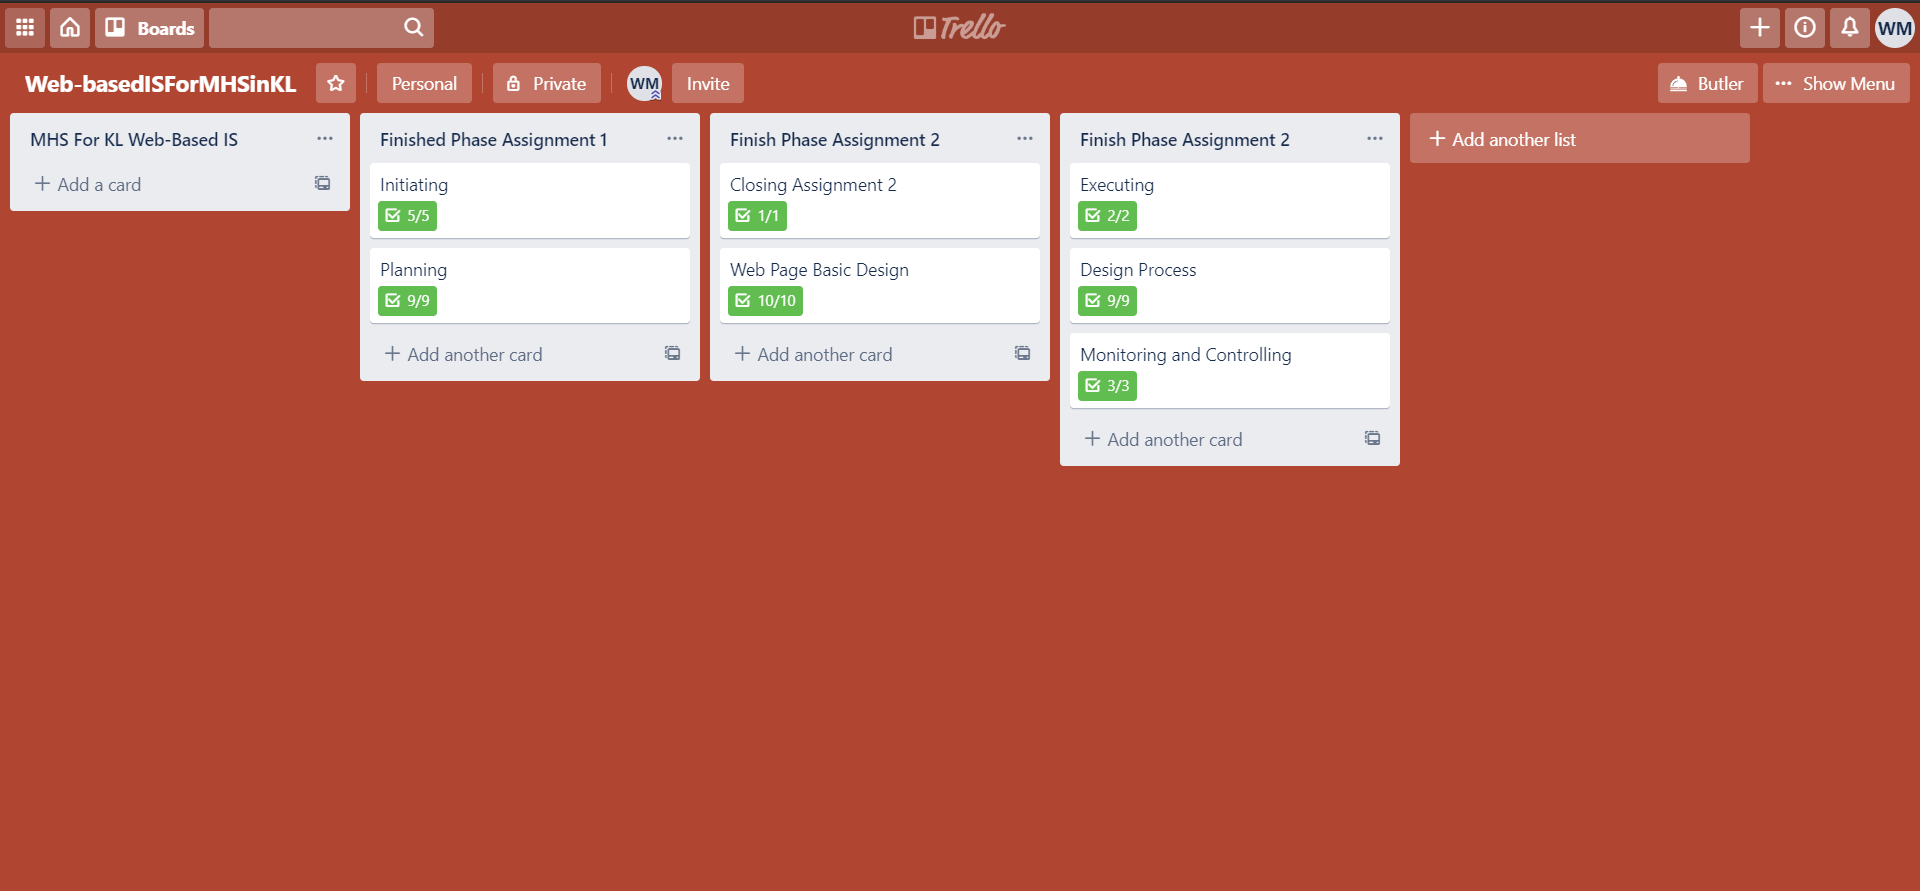 Boards
Trello
WM
Web-basedISForMHSinKL
Personal
Private
WM
Invite
Butler
Show Menu
MHS For KL Web-Based IS
Add a card
Finished Phase Assignment 1
Initiating
5/5
Planning
9/9
Add another card
Finish Phase Assignment 2
Closing Assignment 2
1/1
Web Page Basic Design
10/10
Add another card
Finish Phase Assignment 2
Executing
2/2
Design Process
9/9
Monitoring and Controlling
3/3
Add another card
Add another list